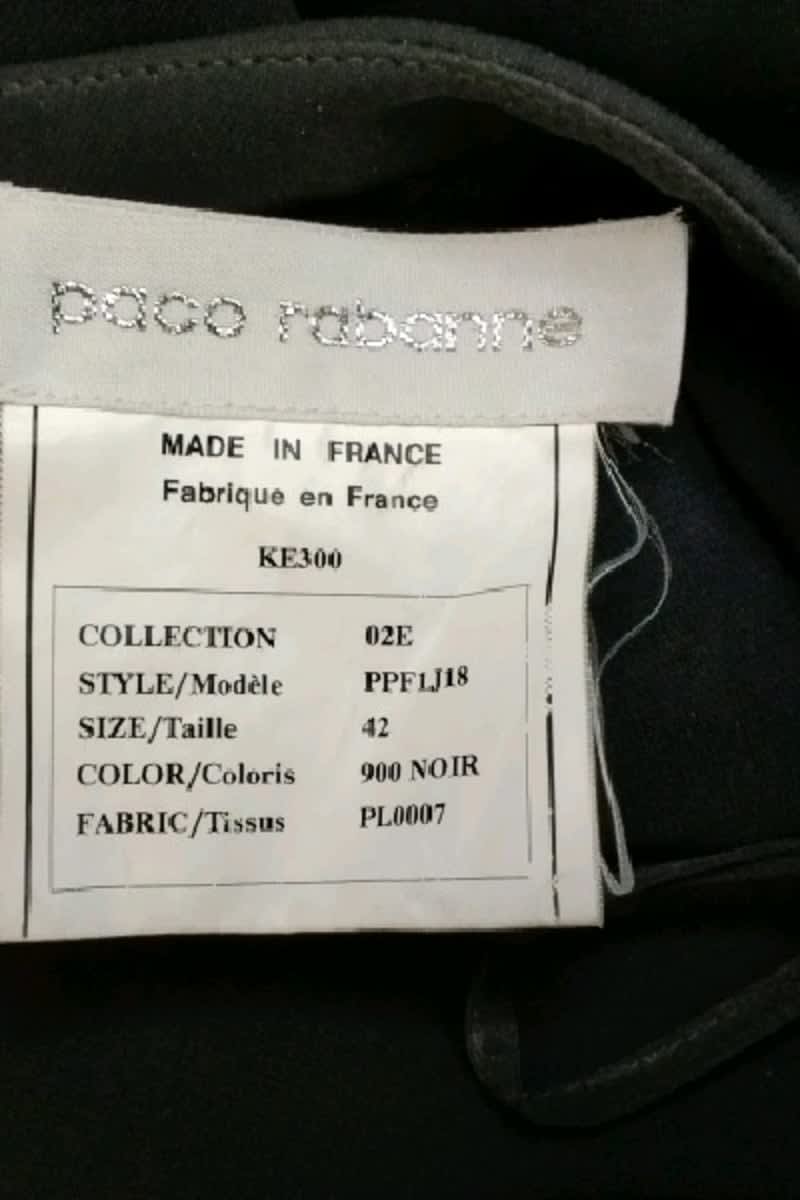 paco rabanne
MADE IN FRANCE
Fabriqué en France
KE300
COLLECTION 02E
STYLE/Modèle PPF1J18
SIZE/Taille 42
COLOR/Coloris 900 NOIR
FABRIC/Tissus PL0007